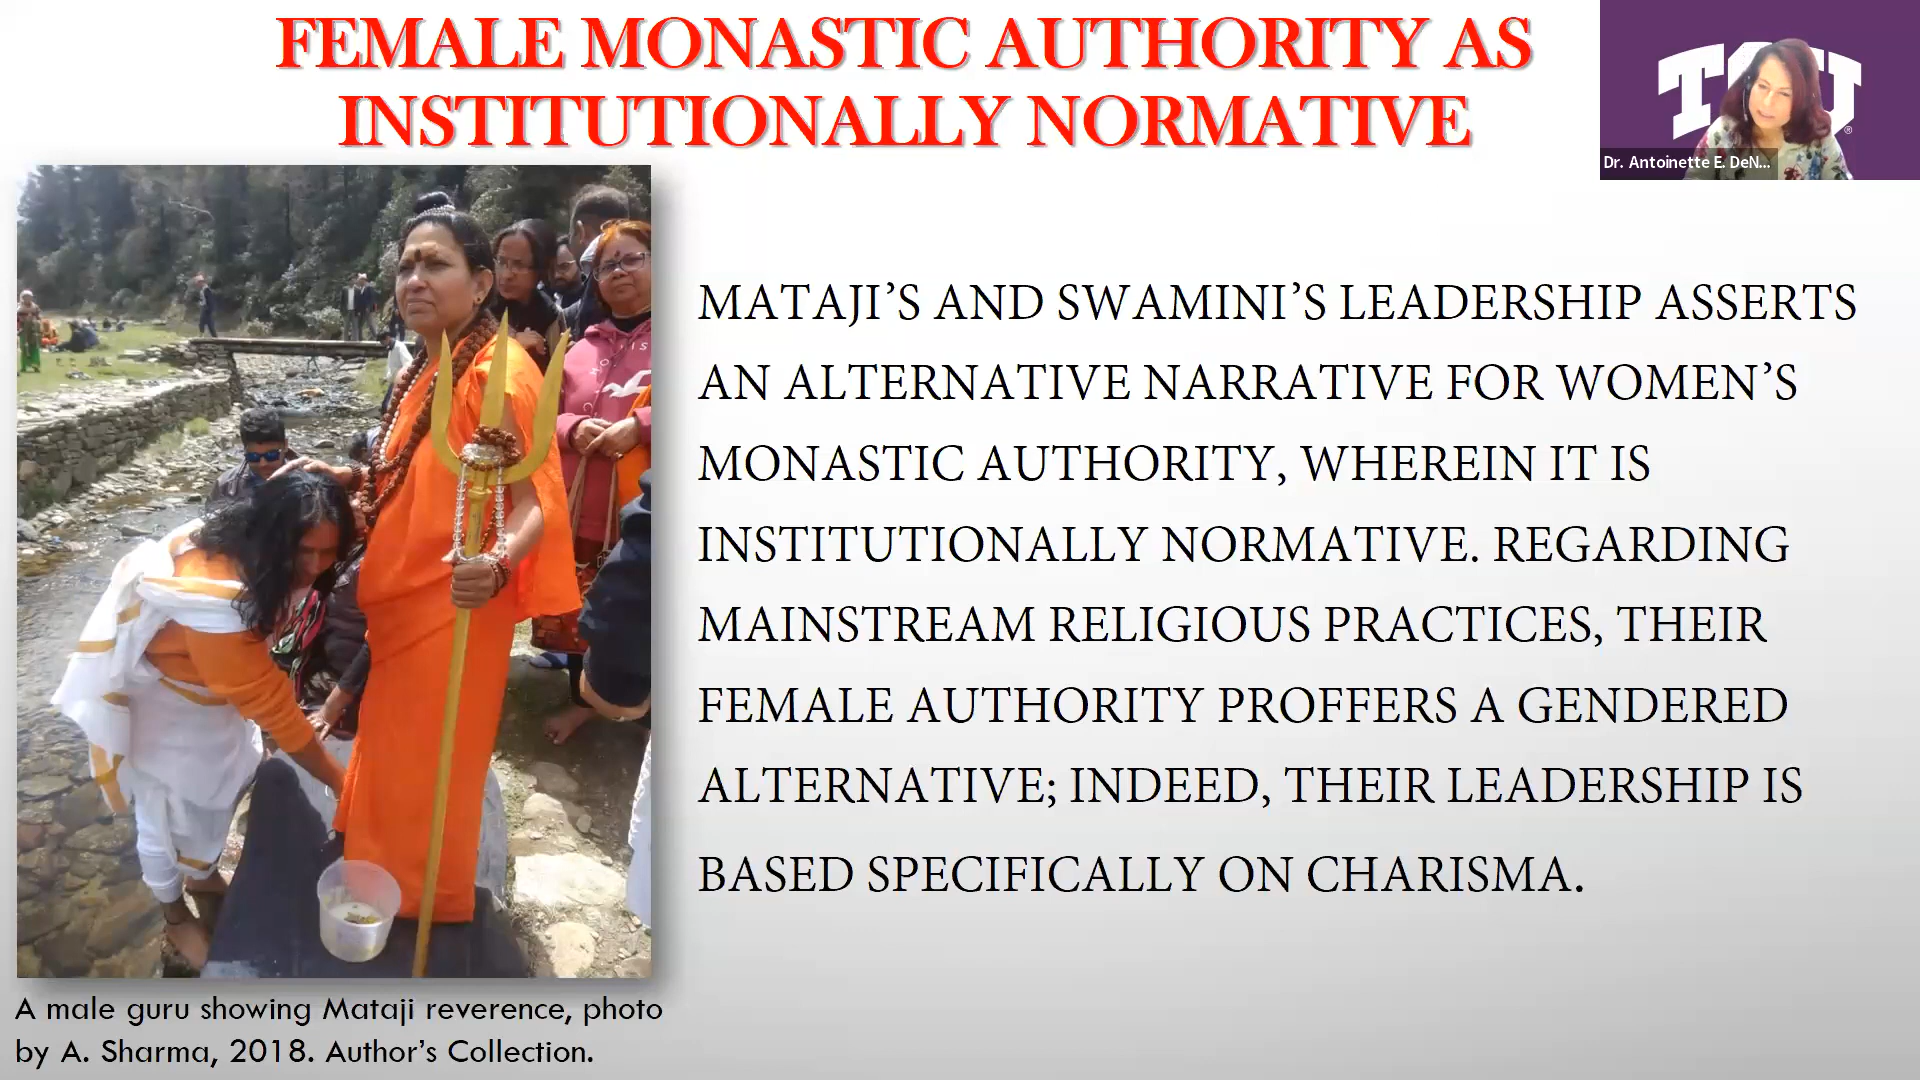 FEMALE MONASTIC AUTHORITY AS
INSTITUTIONALLY NORMATIVE
Dr. Antoinette E. DeN...
MATAJI’S AND SWAMINI’S LEADERSHIP ASSERTS
AN ALTERNATIVE NARRATIVE FOR WOMEN’S
MONASTIC AUTHORITY, WHEREIN IT IS
INSTITUTIONALLY NORMATIVE. REGARDING
MAINSTREAM RELIGIOUS PRACTICES, THEIR
FEMALE AUTHORITY PROFFERS A GENDERED
ALTERNATIVE; INDEED, THEIR LEADERSHIP IS
BASED SPECIFICALLY ON CHARISMA.
A male guru showing Mataji reverence, photo
by A. Sharma, 2018. Author’s Collection.